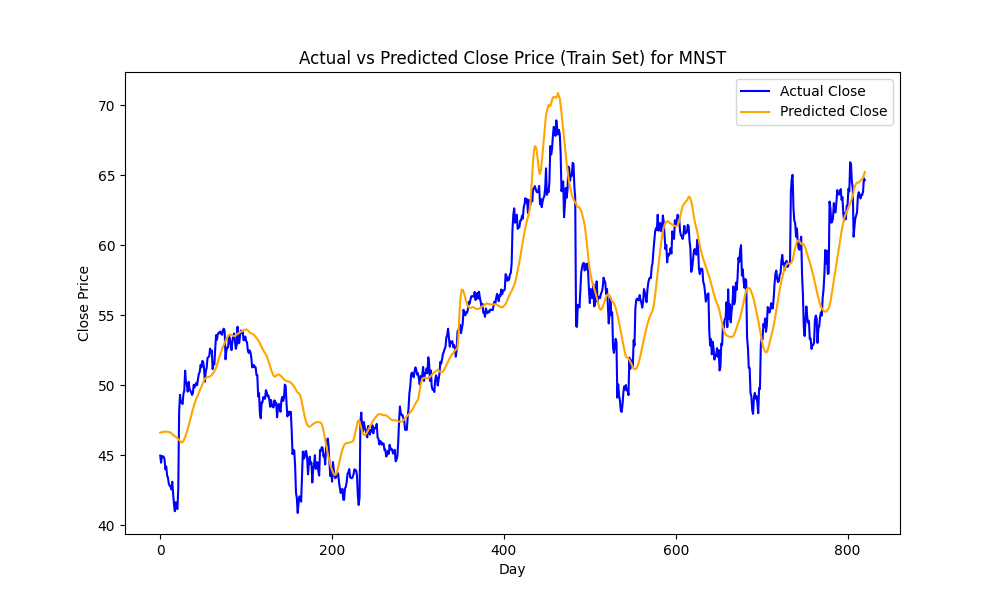 Actual vs Predicted Close Price (Train Set) for MNST
Actual Close
Predicted Close
Close Price
70
65
60
55
50
45
40
0 200 400 600 800
Day